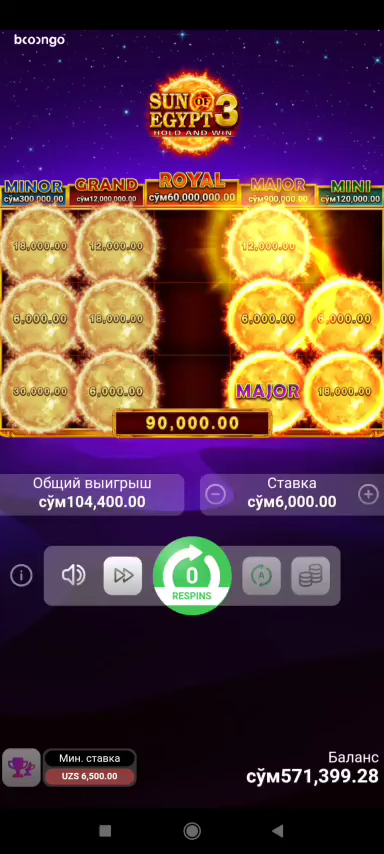 booongo
SUN OF
EGYPT 3
HOLD AND WIN
MINOR GRAND ROYAL MAJOR MINI
сўм300,000.00 сўм12,000,000.00 сўм60,000,000.00 сўм900,000.00 сўм120,000.00
18,000.00 12,000.00 12,000.00
6,000.00 18,000.00 6,000.00 6,000.00
30,000.00 6,000.00 MAJOR 18,000.00
90,000.00
Общий выигрыш
сўм104,400.00
Ставка
сўм6,000.00
0
RESPINS
A
Мин. ставка
UZS 6,500.00
Баланс
сўм571,399.28